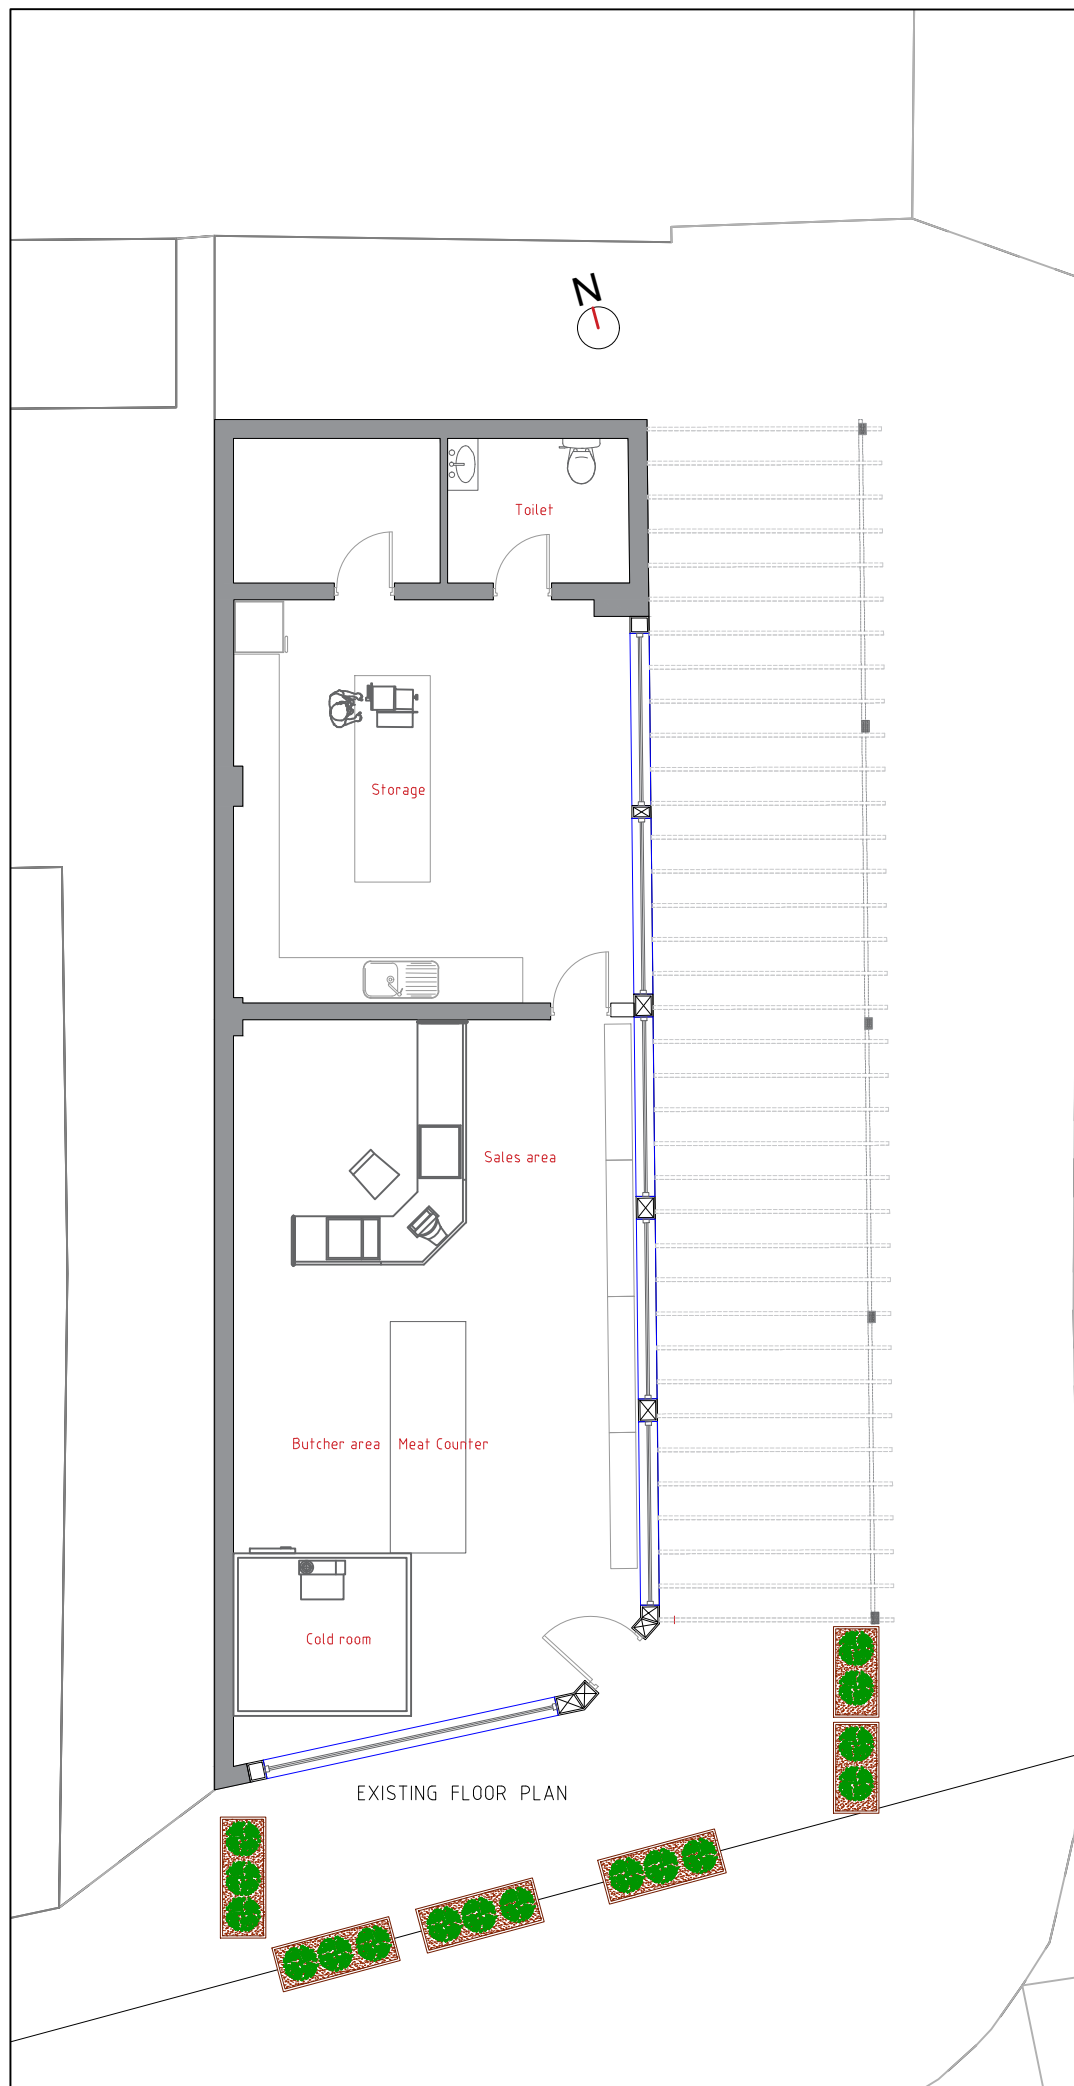 N
Toilet
Storage
Sales area
Butcher area
Meat Counter
Cold room
EXISTING FLOOR PLAN